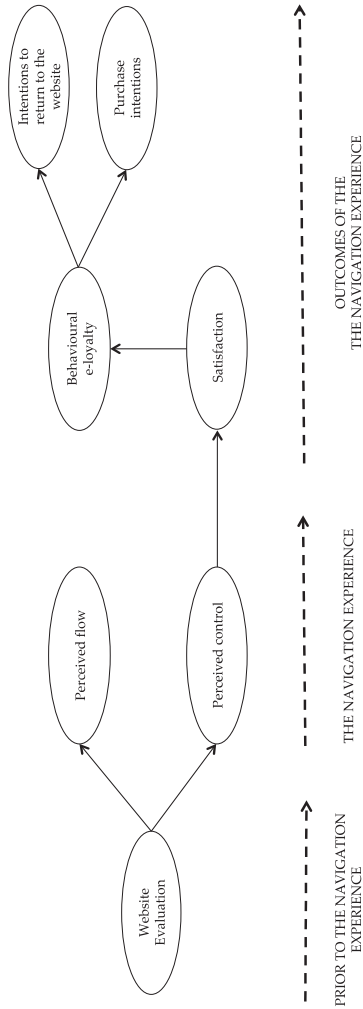 Website
Evaluation
Perceived flow
Perceived control
Behavioural
e-loyalty
Satisfaction
Intentions to
return to the
website
Purchase
intentions
PRIOR TO THE NAVIGATION
EXPERIENCE
THE NAVIGATION EXPERIENCE
OUTCOMES OF THE
THE NAVIGATION EXPERIENCE